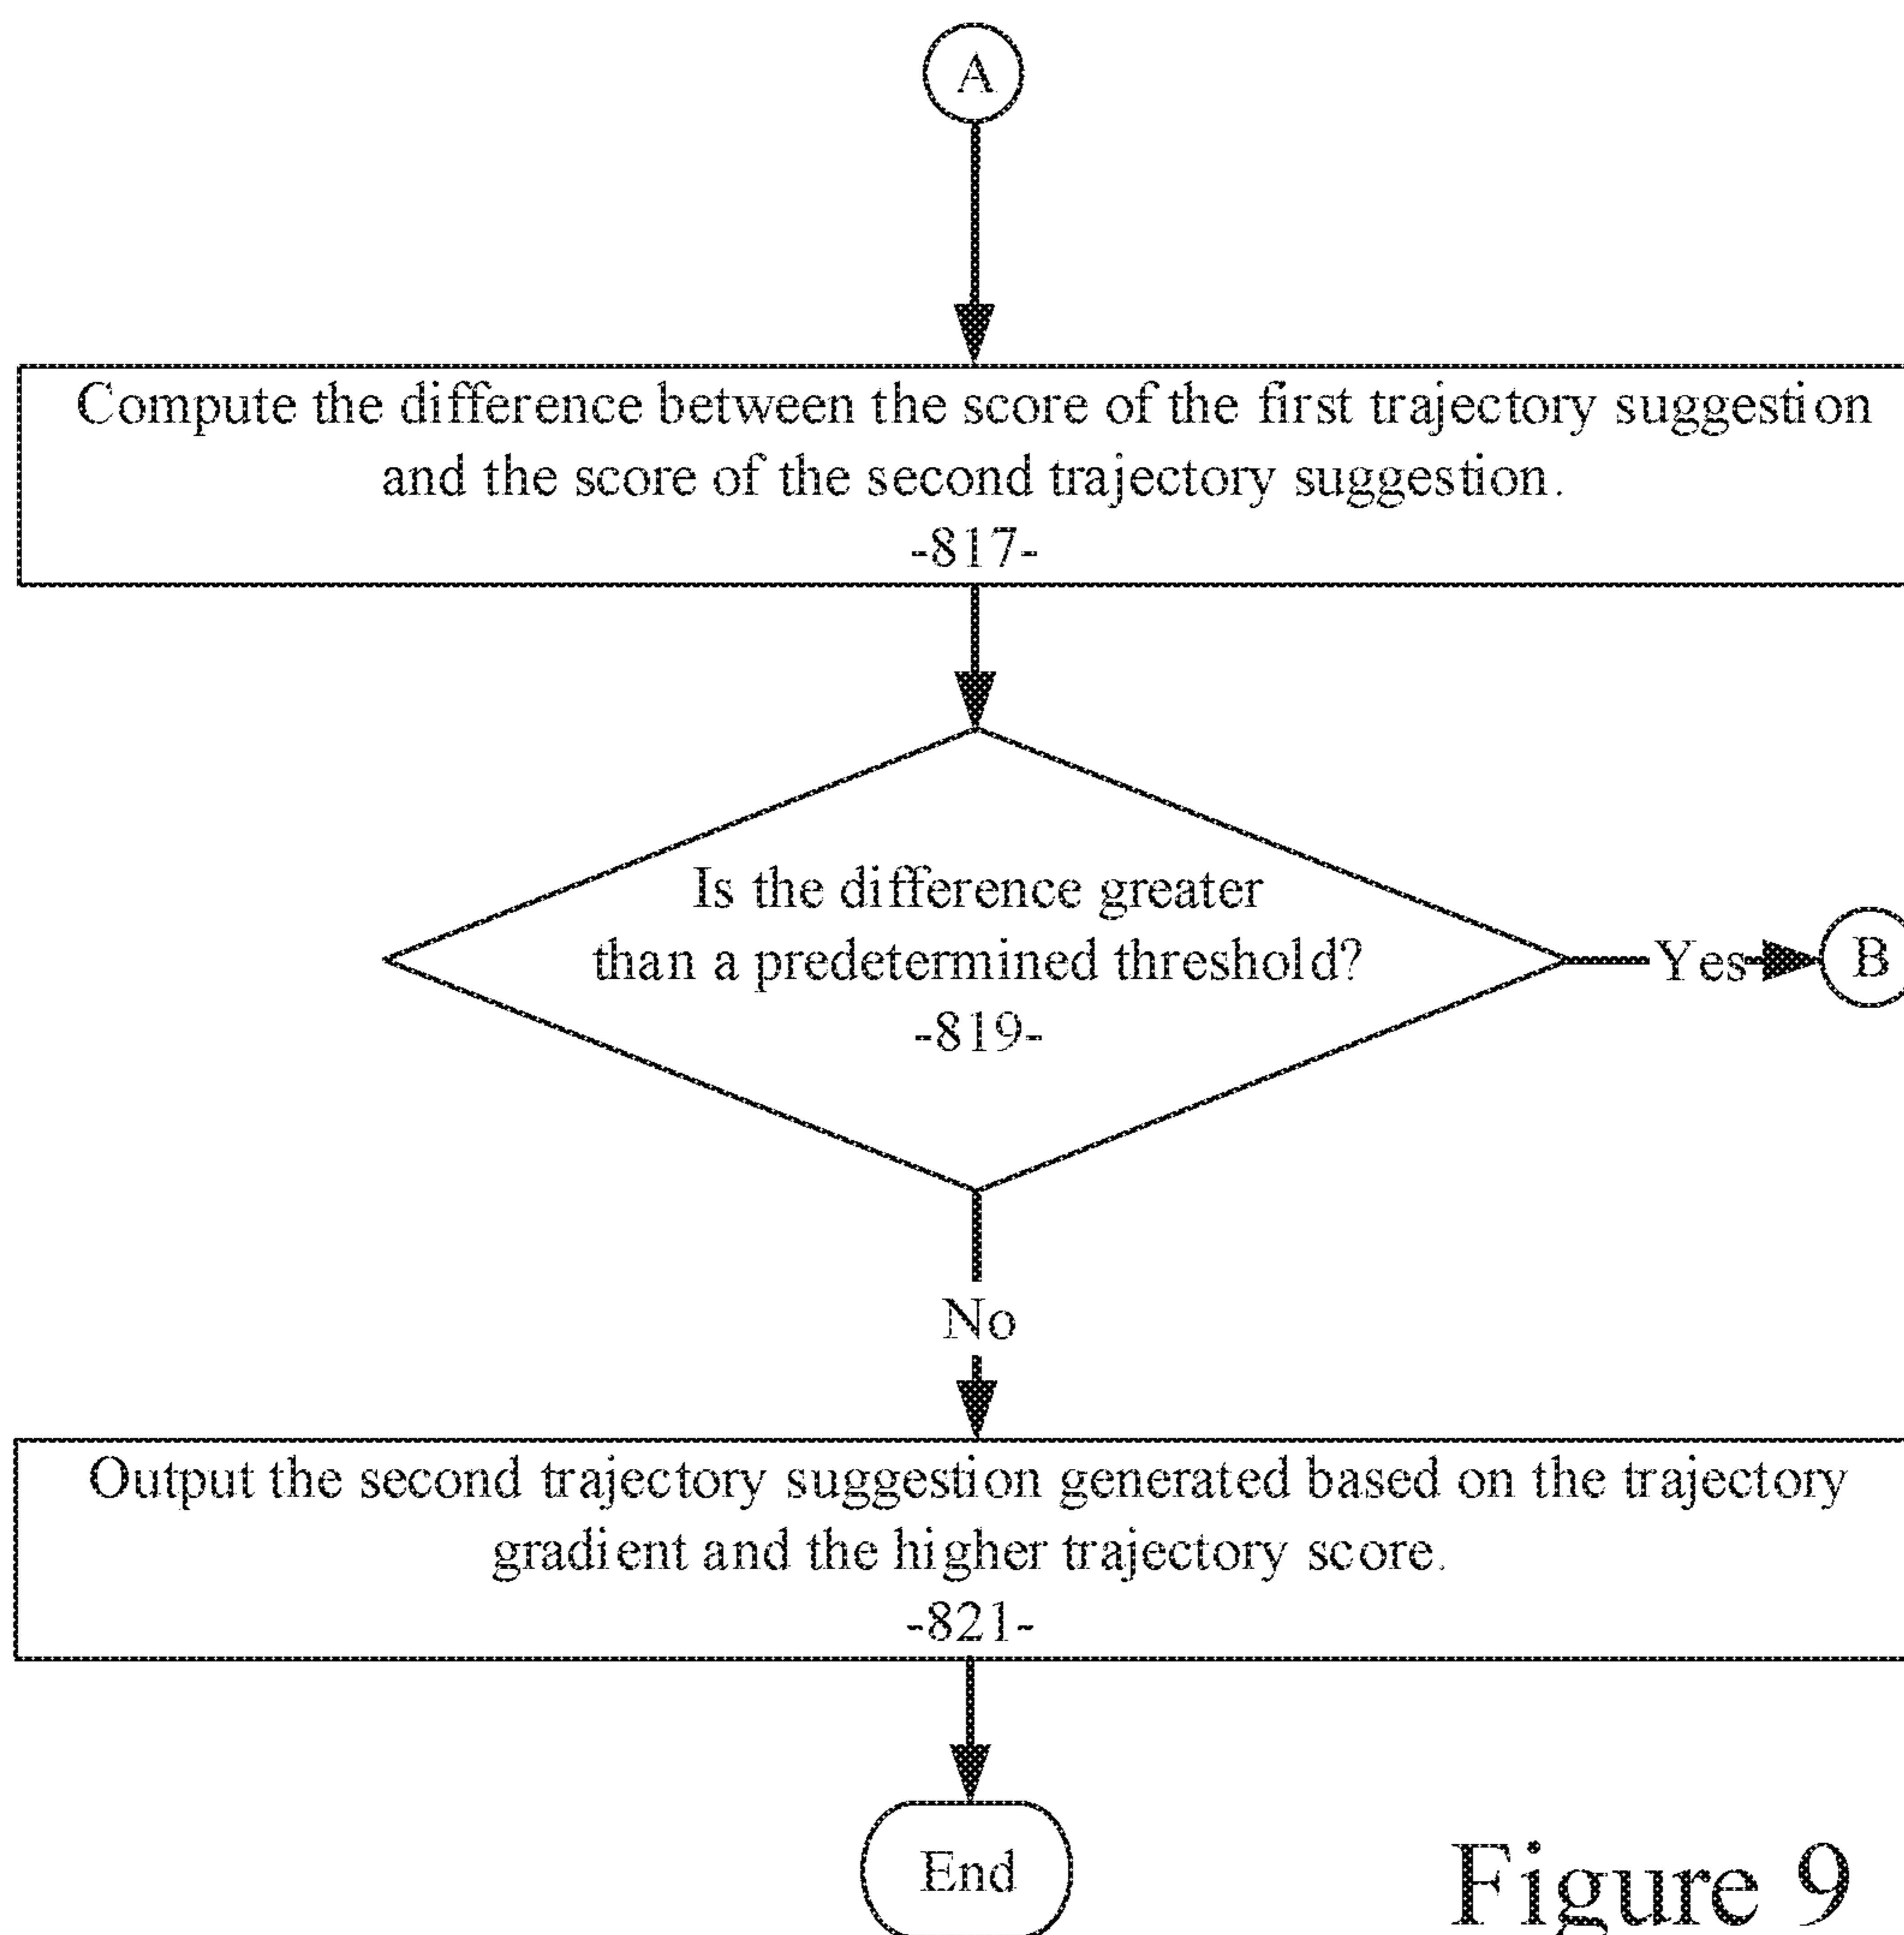 A
Compute the difference between the score of the first trajectory suggestion
and the score of the second trajectory suggestion.
-817-
Is the difference greater
than a predetermined threshold?
-819-
Yes
B
No
Output the second trajectory suggestion generated based on the trajectory
gradient and the higher trajectory score.
-821-
End
Figure 9